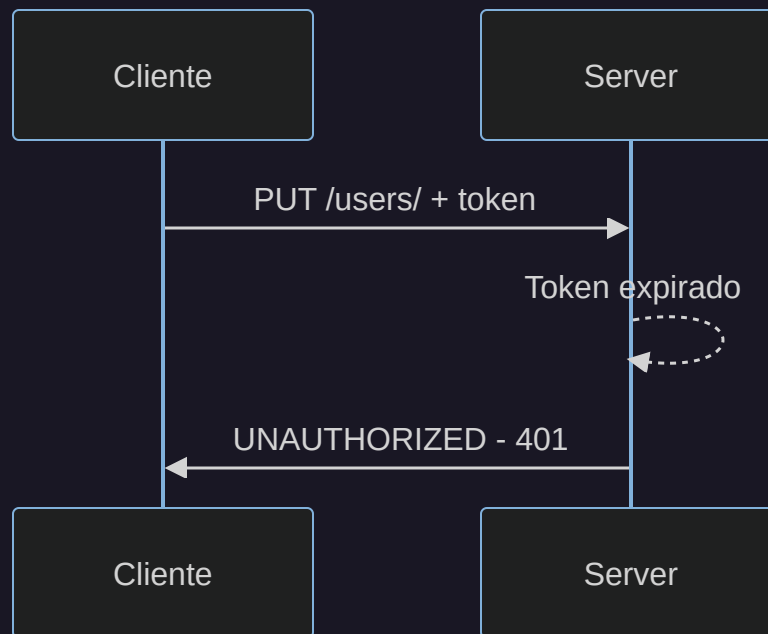 Cliente
Server
PUT /users/ + token
Token expirado
UNAUTHORIZED - 401
Cliente
Server